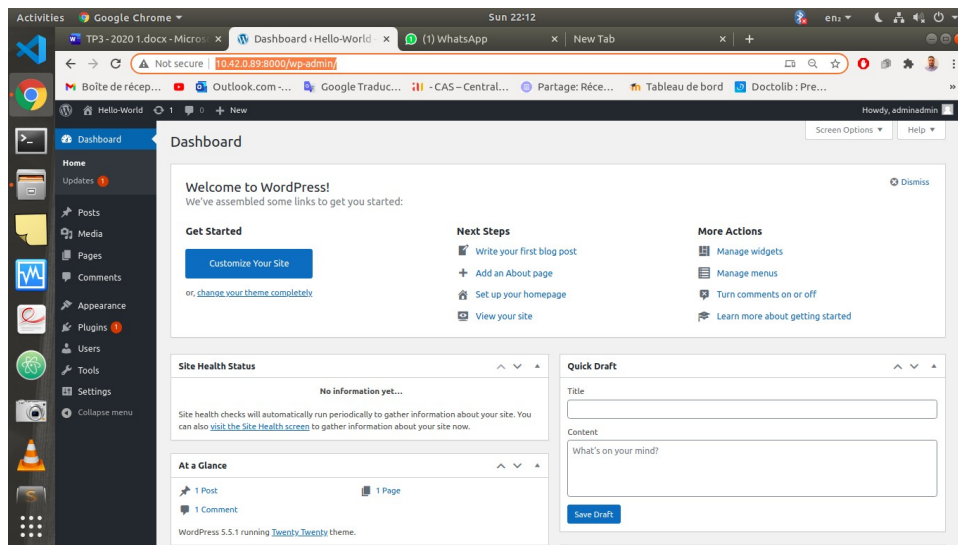 Activities Google Chrome Sun 22:12 en₂
TP3 - 2020 1.docx - Micros Dashboard ‹ Hello-World - (1) WhatsApp New Tab
Not secure 10.42.0.89:8000/wp-admin/
Boîte de récep... Outlook.com -... Google Traduc... - CAS – Central... Partage: Réce... Tableau de bord Doctolib : Pre... »
Hello-World 1 0 + New Howdy, adminadmin
Dashboard
Home
Updates 1
Posts
Media
Pages
Comments
Appearance
Plugins 1
Users
Tools
Settings
Collapse menu
Screen Options Help
Dashboard
Welcome to WordPress! Dismiss
We've assembled some links to get you started:
Get Started
Customize Your Site
or, change your theme completely
Next Steps
Write your first blog post
Add an About page
Set up your homepage
View your site
More Actions
Manage widgets
Manage menus
Turn comments on or off
Learn more about getting started
Site Health Status
No information yet...
Site health checks will automatically run periodically to gather information about your site. You
can also visit the Site Health screen to gather information about your site now.
At a Glance
1 Post 1 Page
1 Comment
WordPress 5.5.1 running Twenty Twenty theme.
Quick Draft
Title
Content
What's on your mind?
Save Draft